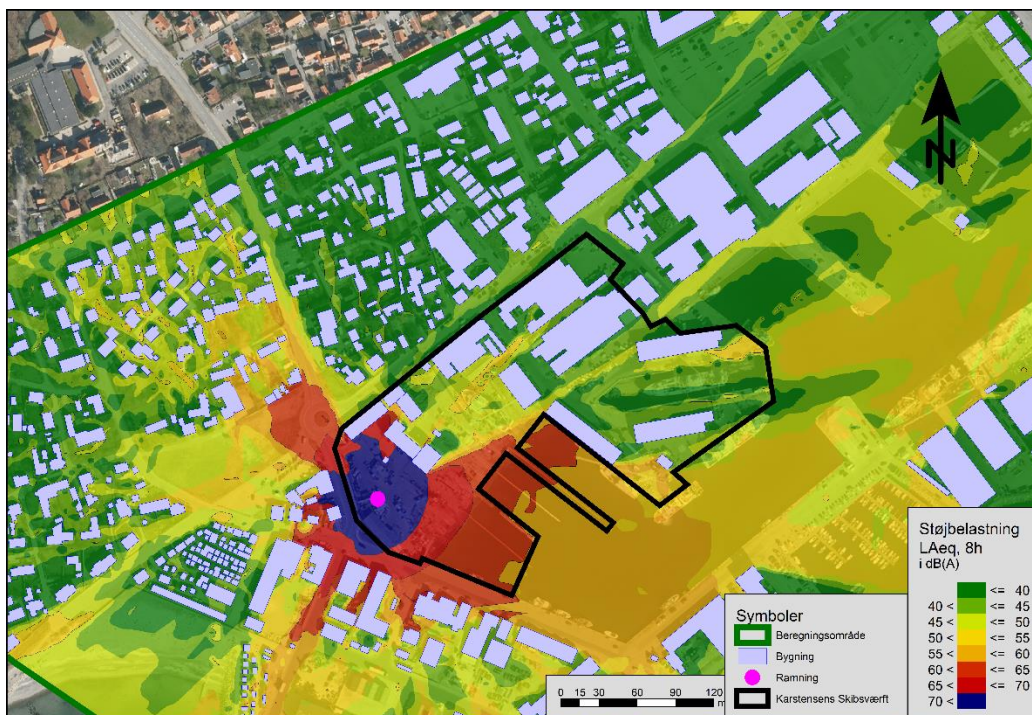 N
Støjbelastning
LAeq, 8h
i dB(A)
<= 40
40 < <= 45
45 < <= 50
50 < <= 55
55 < <= 60
60 < <= 65
65 < <= 70
70 <
Symboler
Beregningsområde
Bygning
Ramning
Karstensens Skibsværft
0 15 30 60 90 120
m